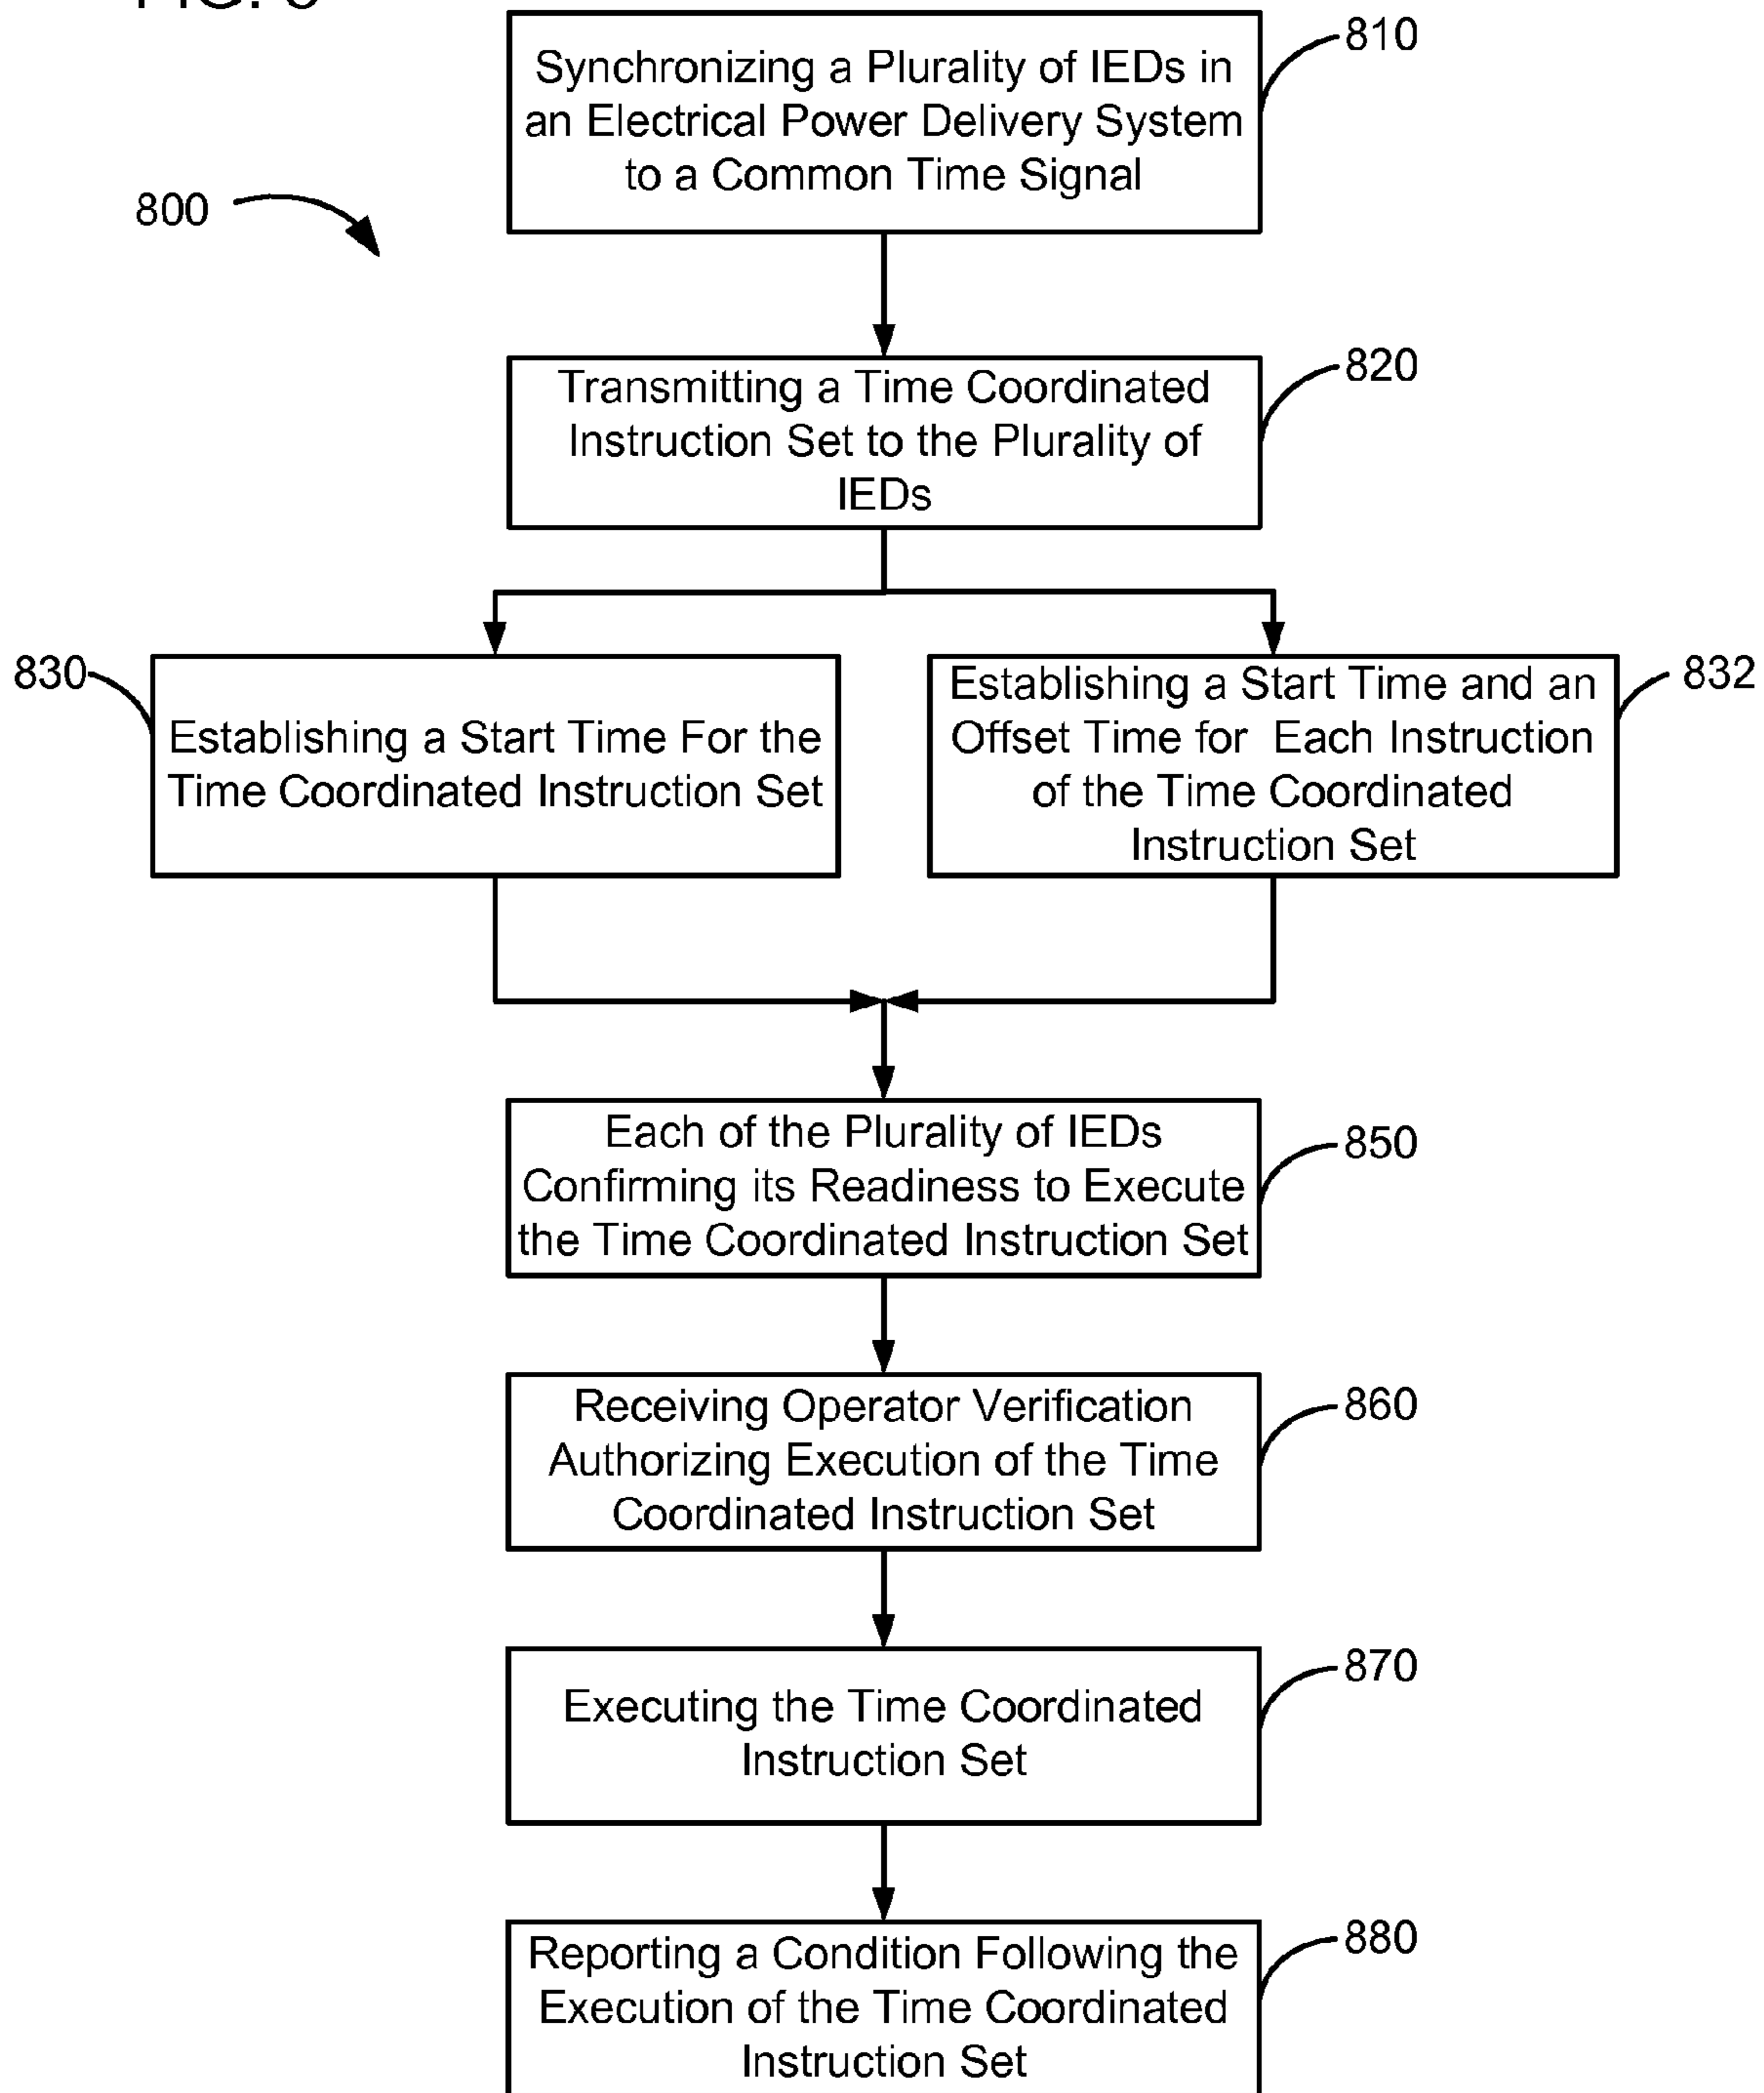 810
Synchronizing a Plurality of IEDs in
an Electrical Power Delivery System
to a Common Time Signal
800
820
Transmitting a Time Coordinated
Instruction Set to the Plurality of
IEDs
830
Establishing a Start Time For the
Time Coordinated Instruction Set
832
Establishing a Start Time and an
Offset Time for Each Instruction
of the Time Coordinated
Instruction Set
850
Each of the Plurality of IEDs
Confirming its Readiness to Execute
the Time Coordinated Instruction Set
860
Receiving Operator Verification
Authorizing Execution of the Time
Coordinated Instruction Set
870
Executing the Time Coordinated
Instruction Set
880
Reporting a Condition Following the
Execution of the Time Coordinated
Instruction Set